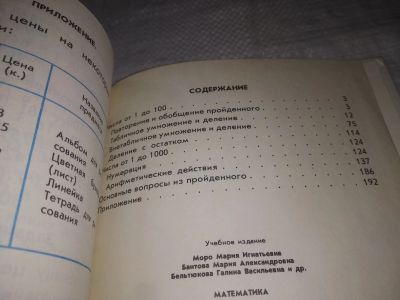 ПРИЛОЖЕНИЕ
цены на некото
и:
Цена
(к.)
Альбом для
сования
Цветная
(лист)
Линейка
Тетрадь для
сования
СОДЕРЖАНИЕ
от 1 до 100 3
Повторение и обобщение пройденного 3
Табличное умножение и деление 12
Внетабличное умножение и деление 75
Деление с остатком 114
Числа от 1 до 1000 124
Нумерация 124
Арифметические действия 137
Основные вопросы из пройденного 186
Приложение 192
Учебное издание
Моро Мария Игнатьевна
Бантова Мария Александровна
Бельтюкова Галина Васильевна и др.
МАТЕМАТИКА